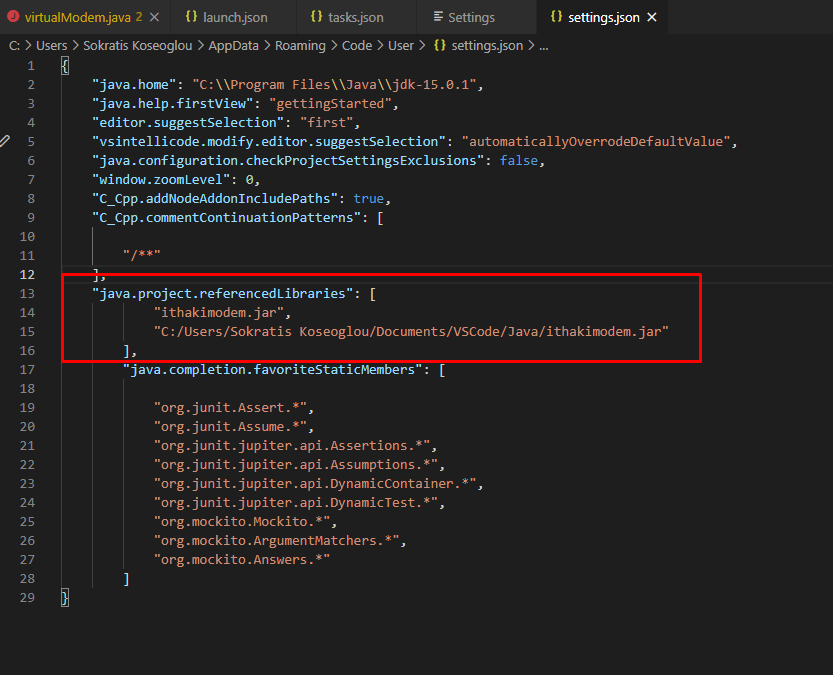 virtualModem.java 2
launch.json
tasks.json
Settings
settings.json
C: > Users > Sokratis Koseoglou > AppData > Roaming > Code > User > {} settings.json > ...
1 {
2 "java.home": "C:\\Program Files\\Java\\jdk-15.0.1",
3 "java.help.firstView": "gettingStarted",
4 "editor.suggestSelection": "first",
5 "vsintellicode.modify.editor.suggestSelection": "automaticallyOverrodeDefaultValue",
6 "java.configuration.checkProjectSettingsExclusions": false,
7 "window.zoomLevel": 0,
8 "C_Cpp.addNodeAddonIncludePaths": true,
9 "C_Cpp.commentContinuationPatterns": [
10
11 "/**"
12 ],
13 "java.project.referencedLibraries": [
14 "ithakimodem.jar",
15 "C:/Users/Sokratis Koseoglou/Documents/VSCode/Java/ithakimodem.jar"
16 ],
17 "java.completion.favoriteStaticMembers": [
18
19 "org.junit.Assert.*",
20 "org.junit.Assume.*",
21 "org.junit.jupiter.api.Assertions.*",
22 "org.junit.jupiter.api.Assumptions.*",
23 "org.junit.jupiter.api.DynamicContainer.*",
24 "org.junit.jupiter.api.DynamicTest.*",
25 "org.mockito.Mockito.*",
26 "org.mockito.ArgumentMatchers.*",
27 "org.mockito.Answers.*"
28 ]
29 }